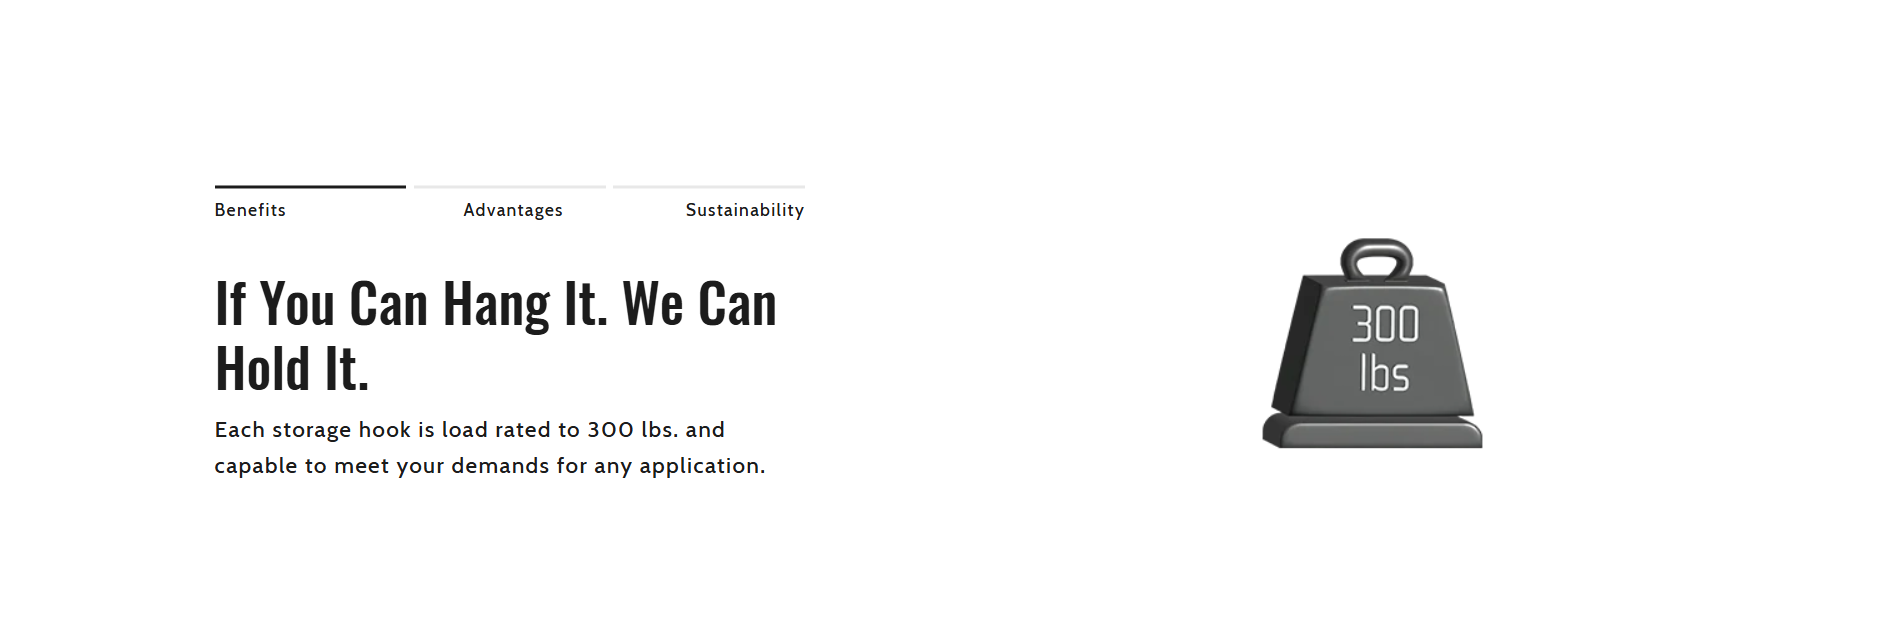 Benefits
Advantages
Sustainability
If You Can Hang It. We Can
Hold It.
Each storage hook is load rated to 300 lbs. and
capable to meet your demands for any application.
300
lbs